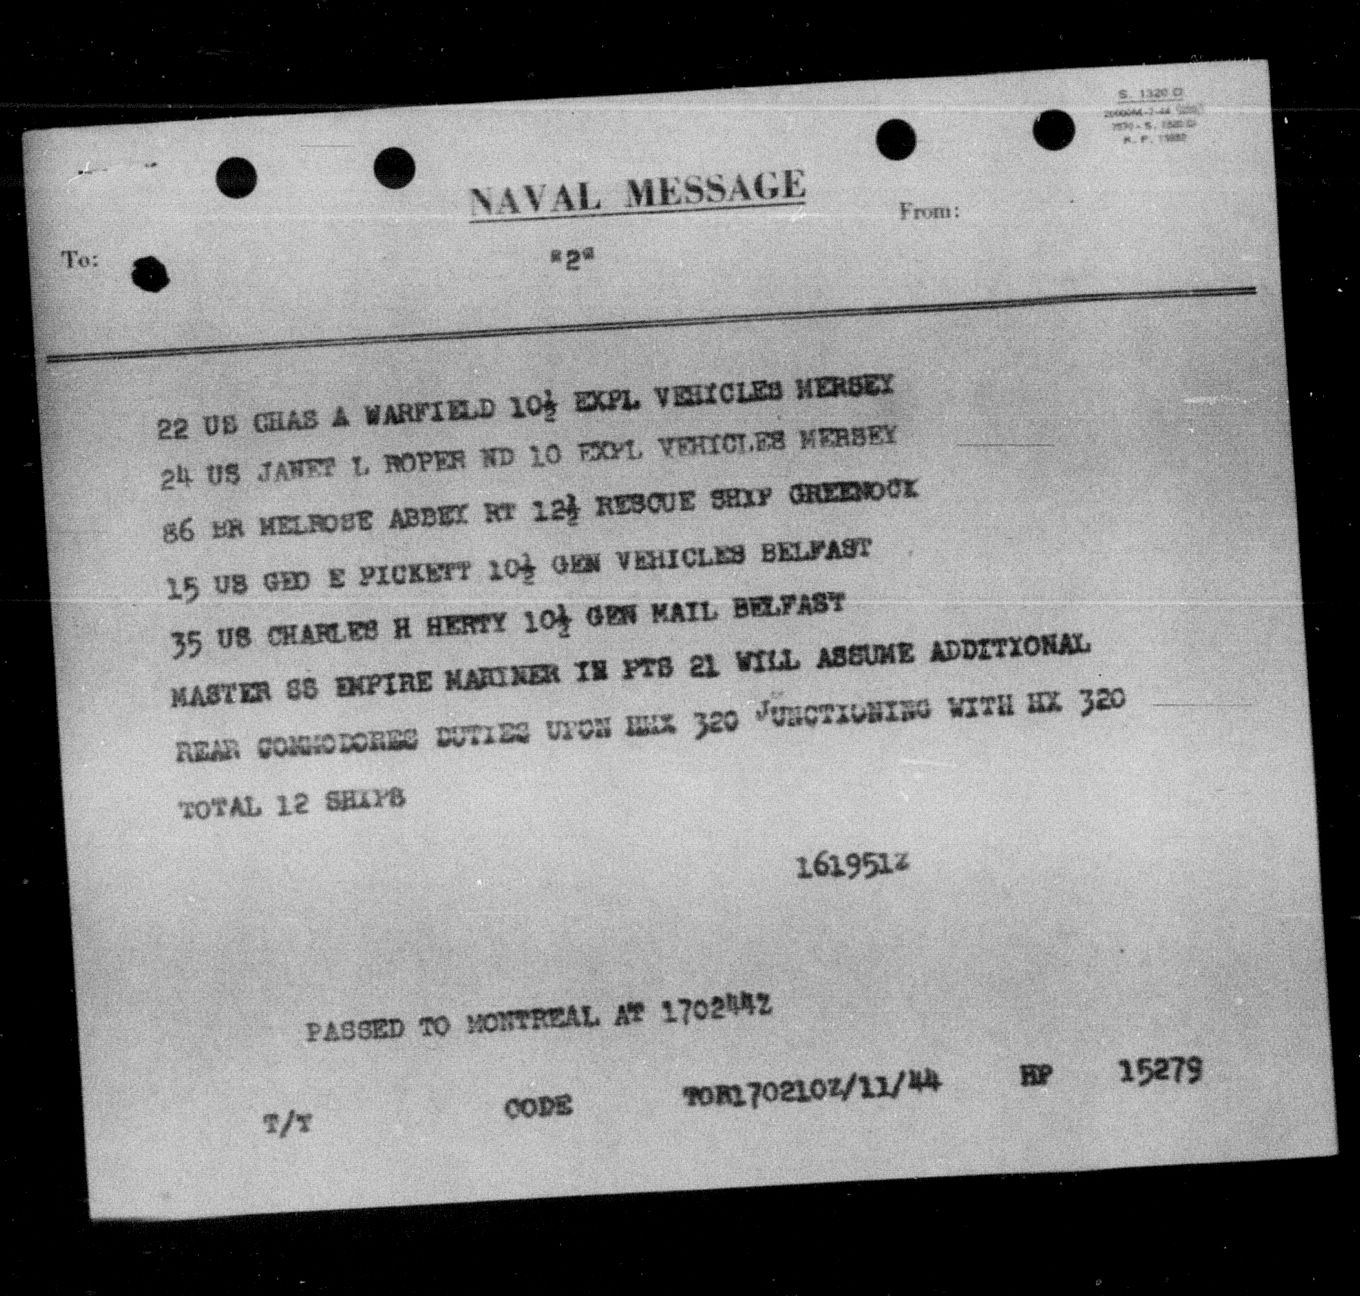 S. 1320 D
NAVAL MESSAGE
To:
From:
"2"
22 US CHAS A WARFIELD 10½ EXPL VEHICLES MERSEY
24 US JANET L ROPER ND 10 EXPL VEHICLES MERSEY
86 BR MELROSE ABBEY RT 12½ RESCUE SHIP GREENOCK
15 US GEO E PICKETT 10½ GEN VEHICLES BELFAST
35 US CHARLES H HERTY 10½ GEN MAIL BELFAST
MASTER SS EMPIRE MARINER IN PTS 21 WILL ASSUME ADDITIONAL
REAR COMMODORES DUTIES UPON HHX 320 JUNCTIONING WITH HX 320
TOTAL 12 SHIPS
161951Z
PASSED TO MONTREAL AT 170244Z
T/T CODE TOR170210Z/11/44 HP 15279